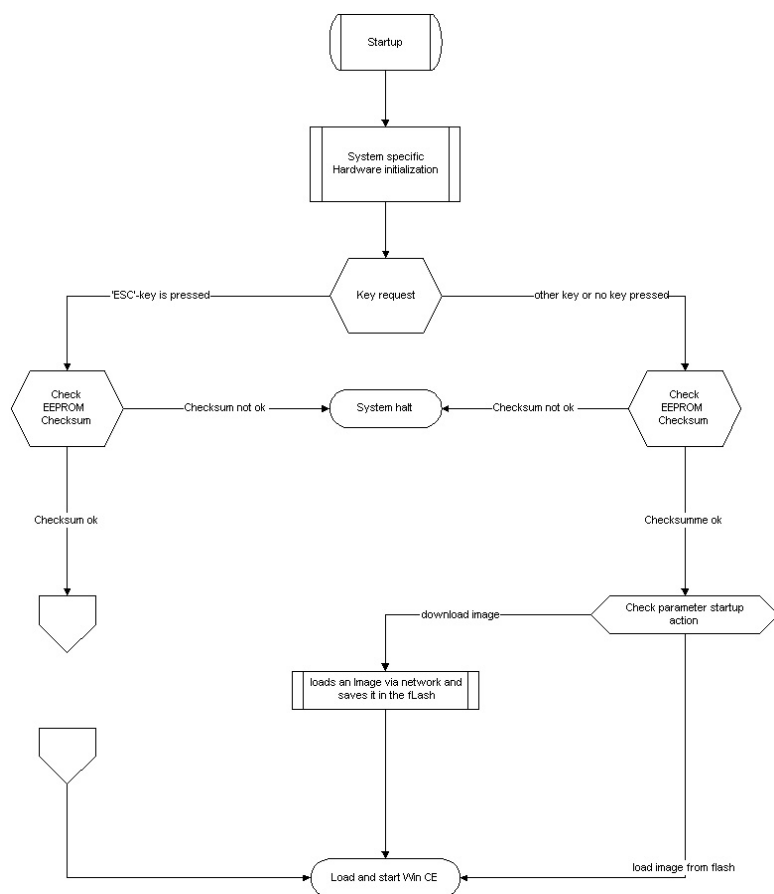 Startup
System specific
Hardware initialization
'ESC'-key is pressed
Key request
other key or no key pressed
Check
EEPROM
Checksum
Checksum not ok
System halt
Checksum not ok
Check
EEPROM
Checksum
Checksum ok
Checksumme ok
download image
Check parameter startup
action
loads an Image via network and
saves it in the fLash
load image from flash
Load and start Win CE